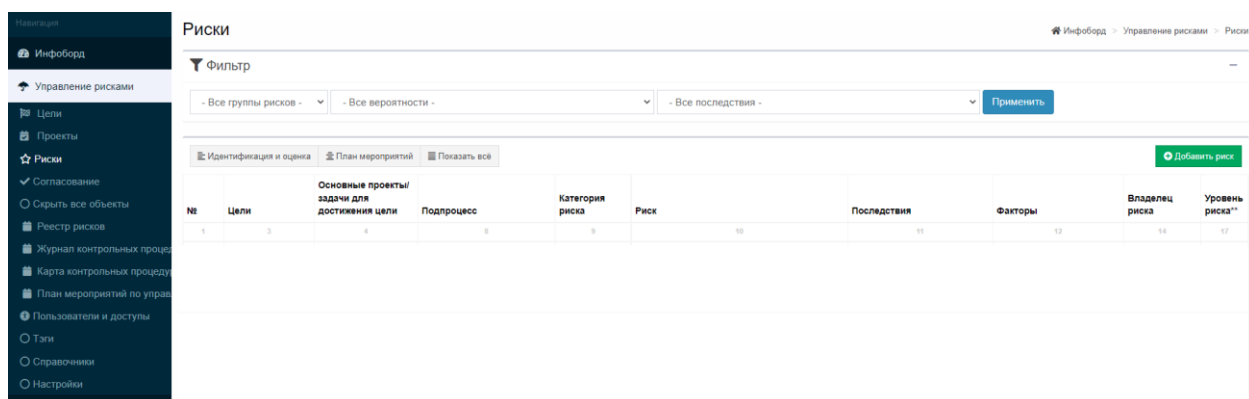 Навигация
Инфоборд
Управление рисками
Цели
Проекты
Риски
Согласование
Скрыть все объекты
Реестр рисков
Журнал контрольных
Карта контрольных
План мероприятий по
Пользователи и доступы
Тэги
Справочники
Настройки
Риски
Инфоборд > Управление рисками > Риски
Фильтр
- Все группы рисков - - Все вероятности - - Все последствия - Применить
Идентификация и оценка План мероприятий Показать всё Добавить риск
№ Цели Основные проекты/ задачи для достижения цели Подпроцесс Категория риска Риск Последствия Факторы Владелец риска Уровень риска**
1 3 4 8 9 10 11 12 14 17